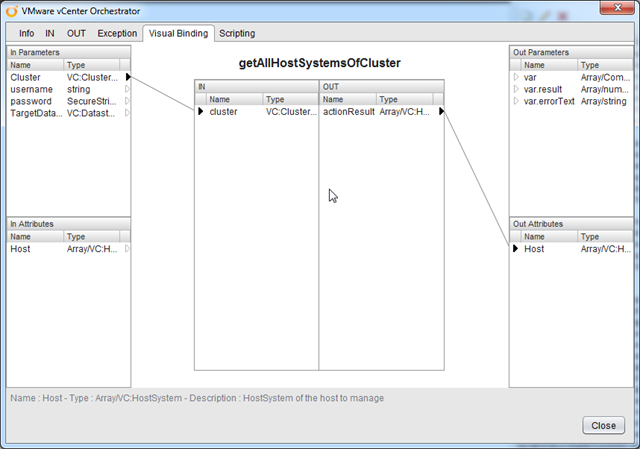 VMware vCenter Orchestrator
Info IN OUT Exception Visual Binding Scripting
In Parameters
Name Type
Cluster VC:Cluster...
username string
password SecureStri...
TargetData... VC:Datast...
In Attributes
Name Type
Host Array/VC:H...
getAllHostSystemsOfCluster
IN OUT
Name Type Name Type
cluster VC:Cluster... actionResult Array/VC:H...
Out Parameters
Name Type
var Array/Com...
var.result Array/num...
var.errorText Array/string
Out Attributes
Name Type
Host Array/VC:H...
Name : Host - Type : Array/VC:HostSystem - Description : HostSystem of the host to manage
Close